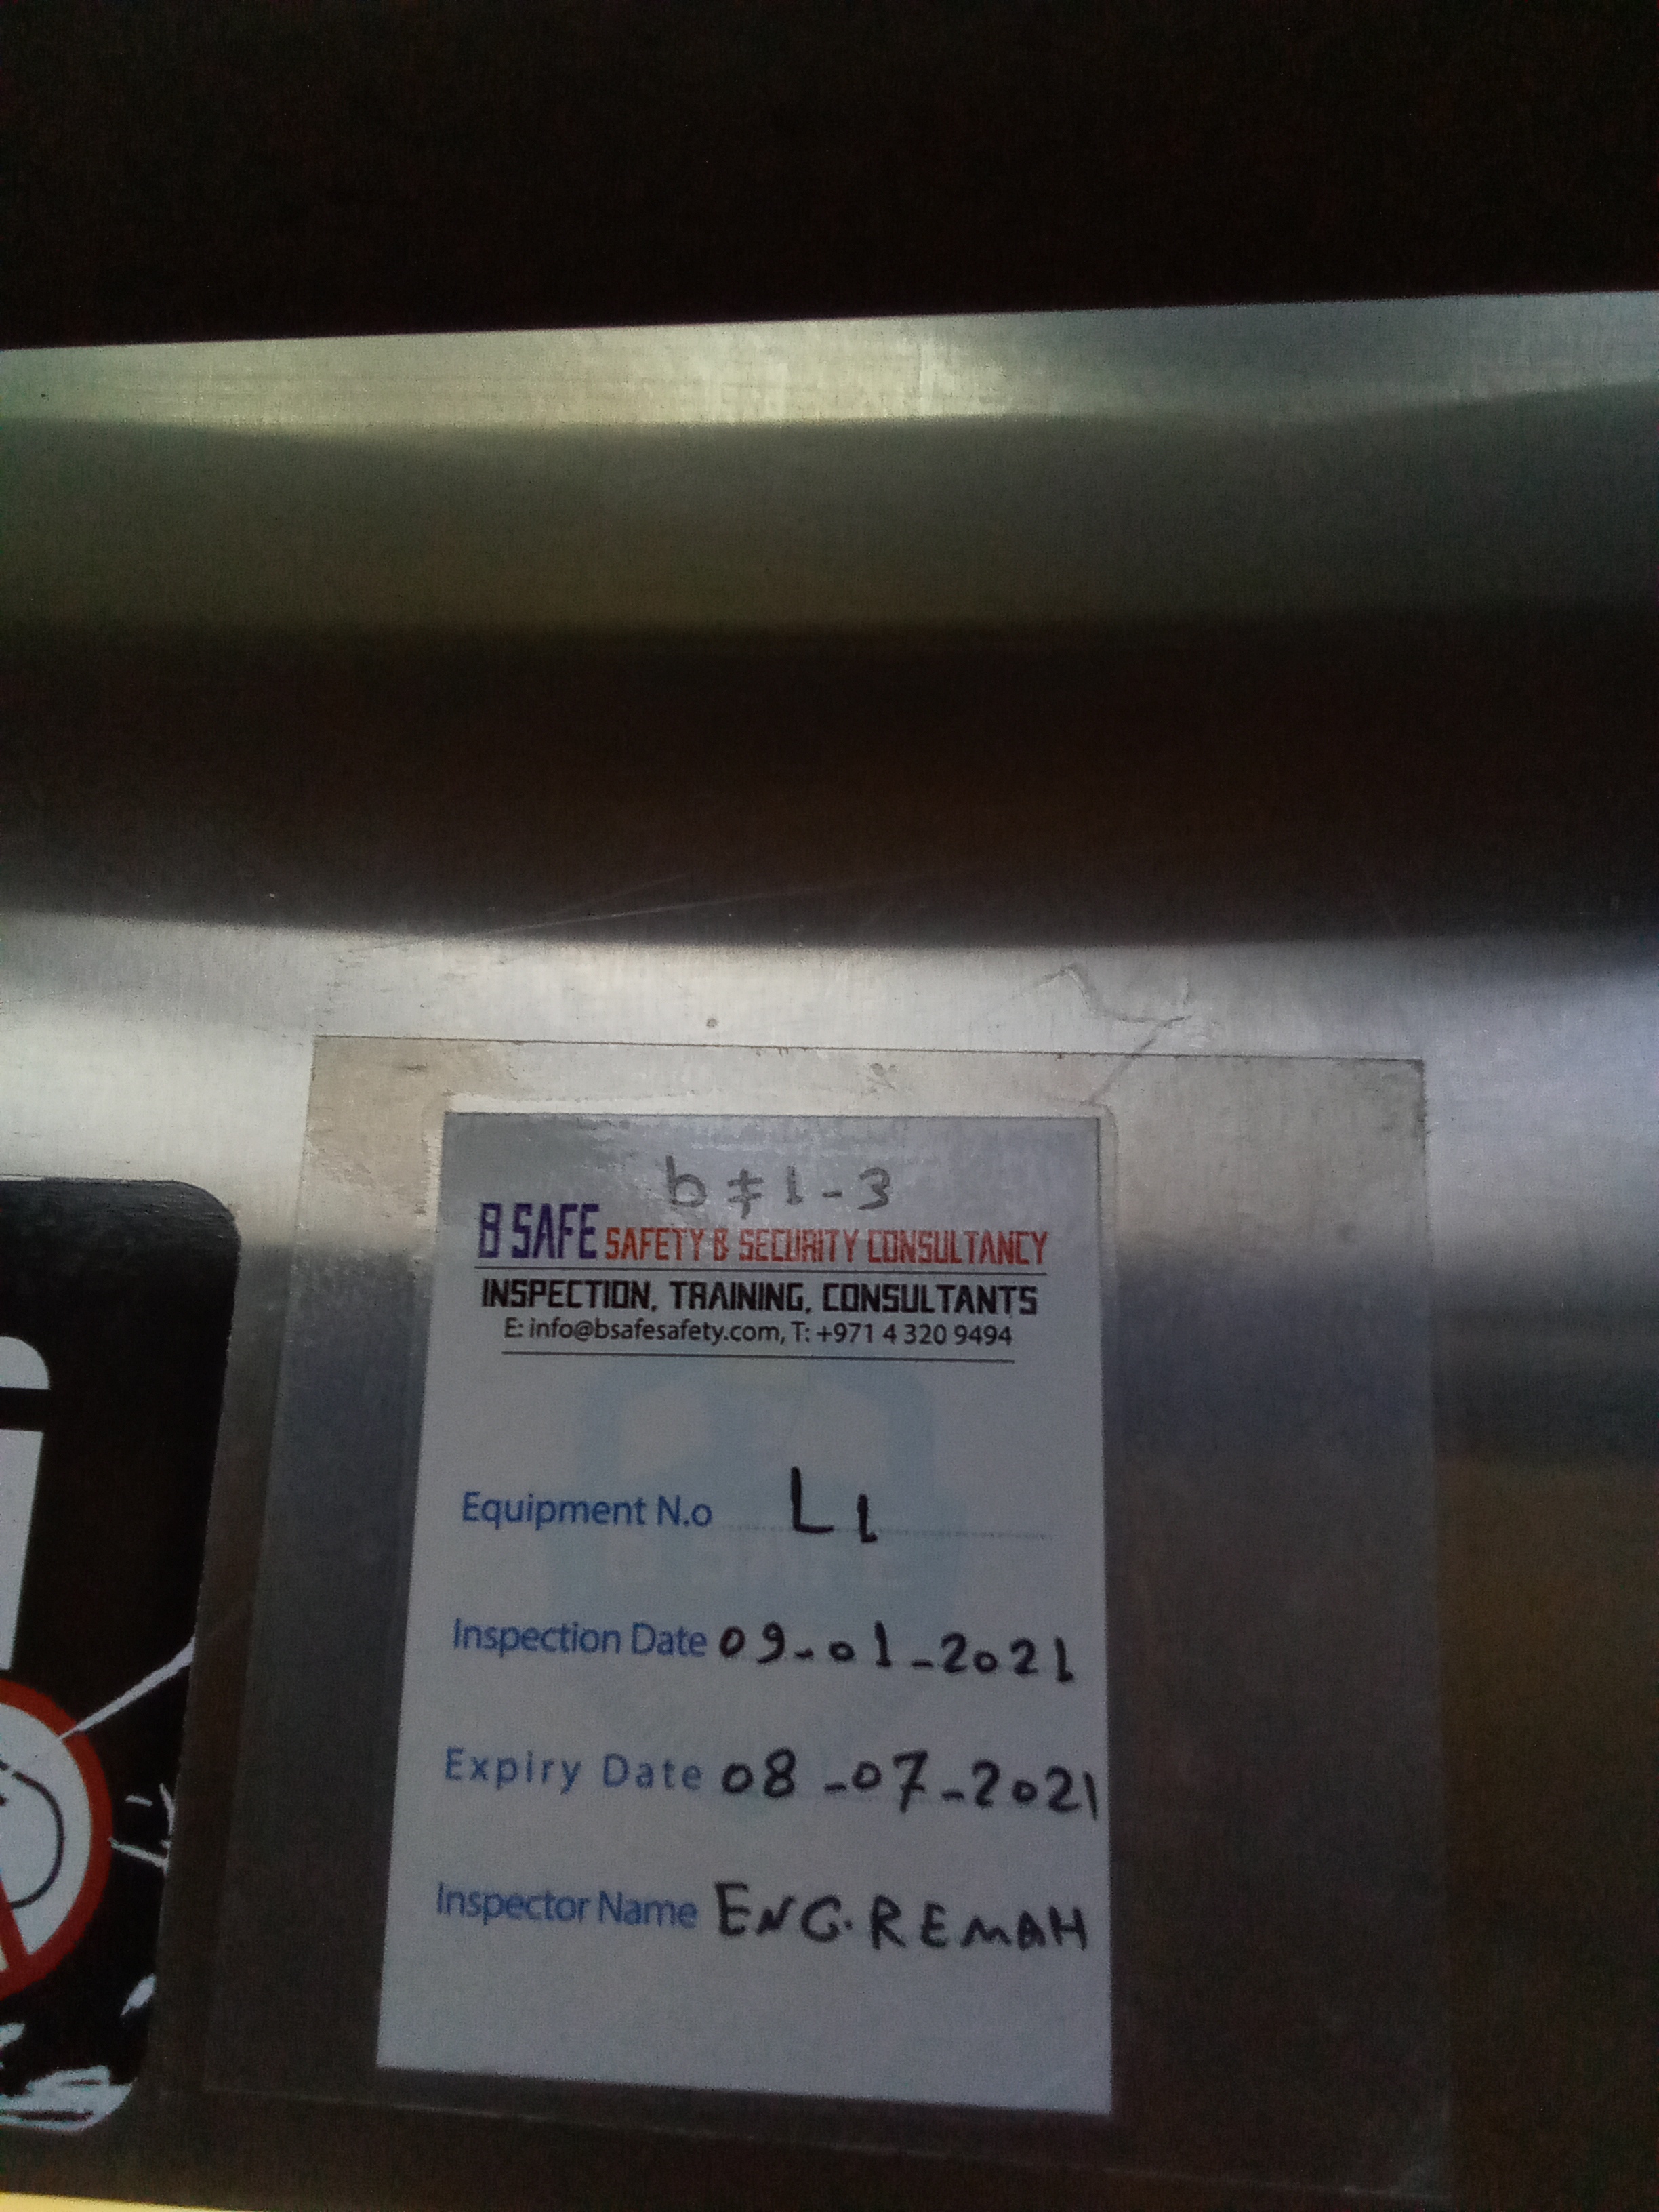 b # 1 - 3
B SAFE SAFETY & SECURITY CONSULTANCY
INSPECTION, TRAINING, CONSULTANTS
E: info@bsafesafety.com, T: +971 4 320 9494
Equipment N.o L1
Inspection Date 09-01-2021
Expiry Date 08-07-2021
Inspector Name ENG. REMAH